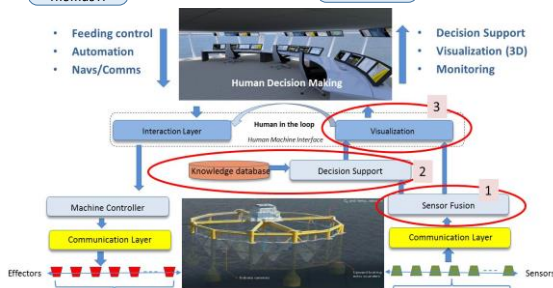 • Feeding control
• Automation
• Navs/Comms
• Decision Support
• Visualization (3D)
• Monitoring
Human Decision Making
3
Interaction Layer
Human in the loop
Human Machine Interface
Visualization
Knowledge database
Decision Support
2
1
Machine Controller
Sensor Fusion
Communication Layer
Communication Layer
Effectors
Sensors